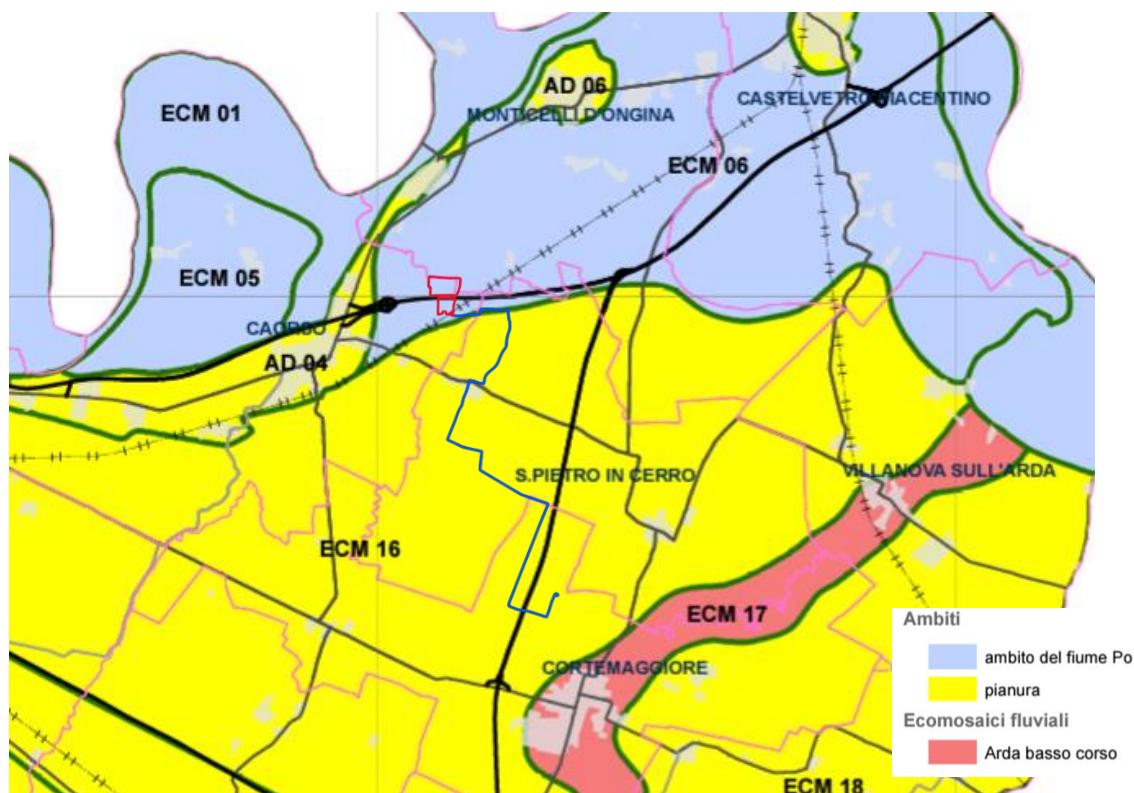 AD 06
ECM 01
MONTICELLI D'ONGINA
CASTELVETRO PIACENTINO
ECM 06
ECM 05
CAORSO
AD 04
S.PIETRO IN CERRO
VILLANOVA SULL'ARDA
ECM 16
ECM 17
CORTEMAGGIORE
ECM 18
Ambiti
ambito del fiume Po
pianura
Ecomosaici fluviali
Arda basso corso